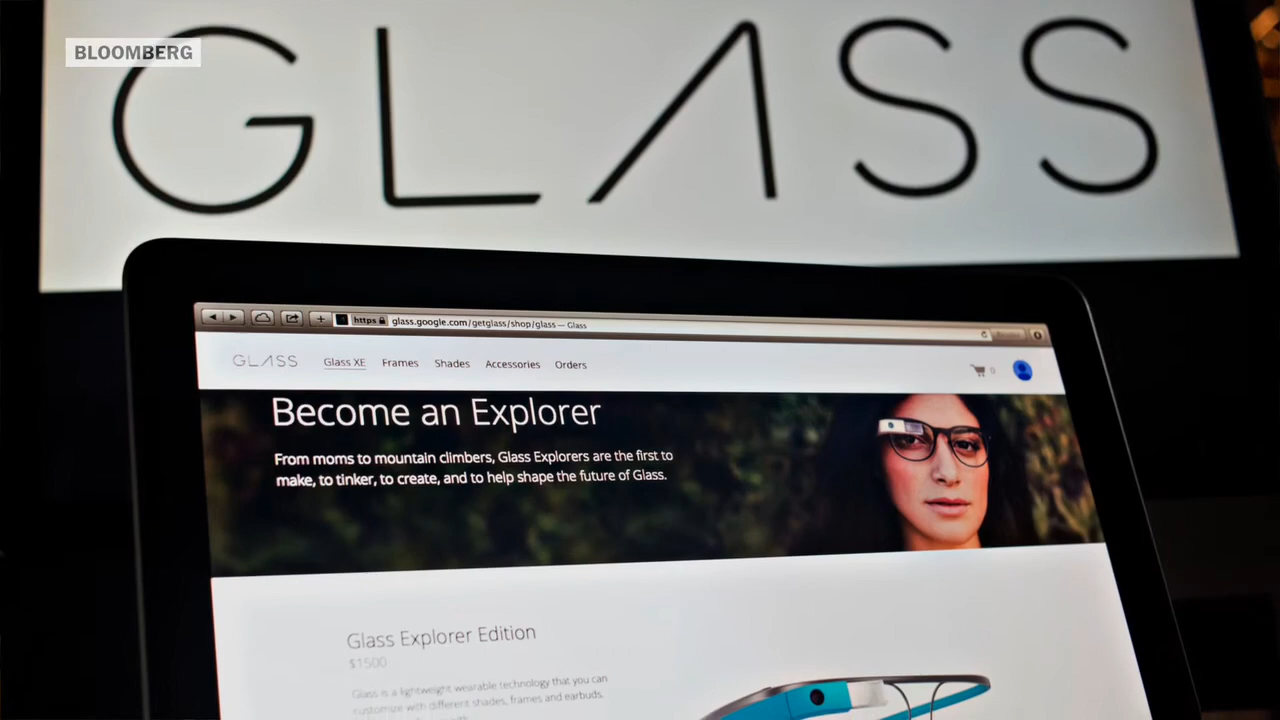 BLOOMBERG
GLASS
https glass.google.com/getglass/shop/glass — Glass
GLASS Glass XE Frames Shades Accessories Orders 0
Become an Explorer
From moms to mountain climbers, Glass Explorers are the first to
make, to tinker, to create, and to help shape the future of Glass.
Glass Explorer Edition
$1500
Glass is a lightweight wearable technology that you can
customize with different shades, frames and earbuds.